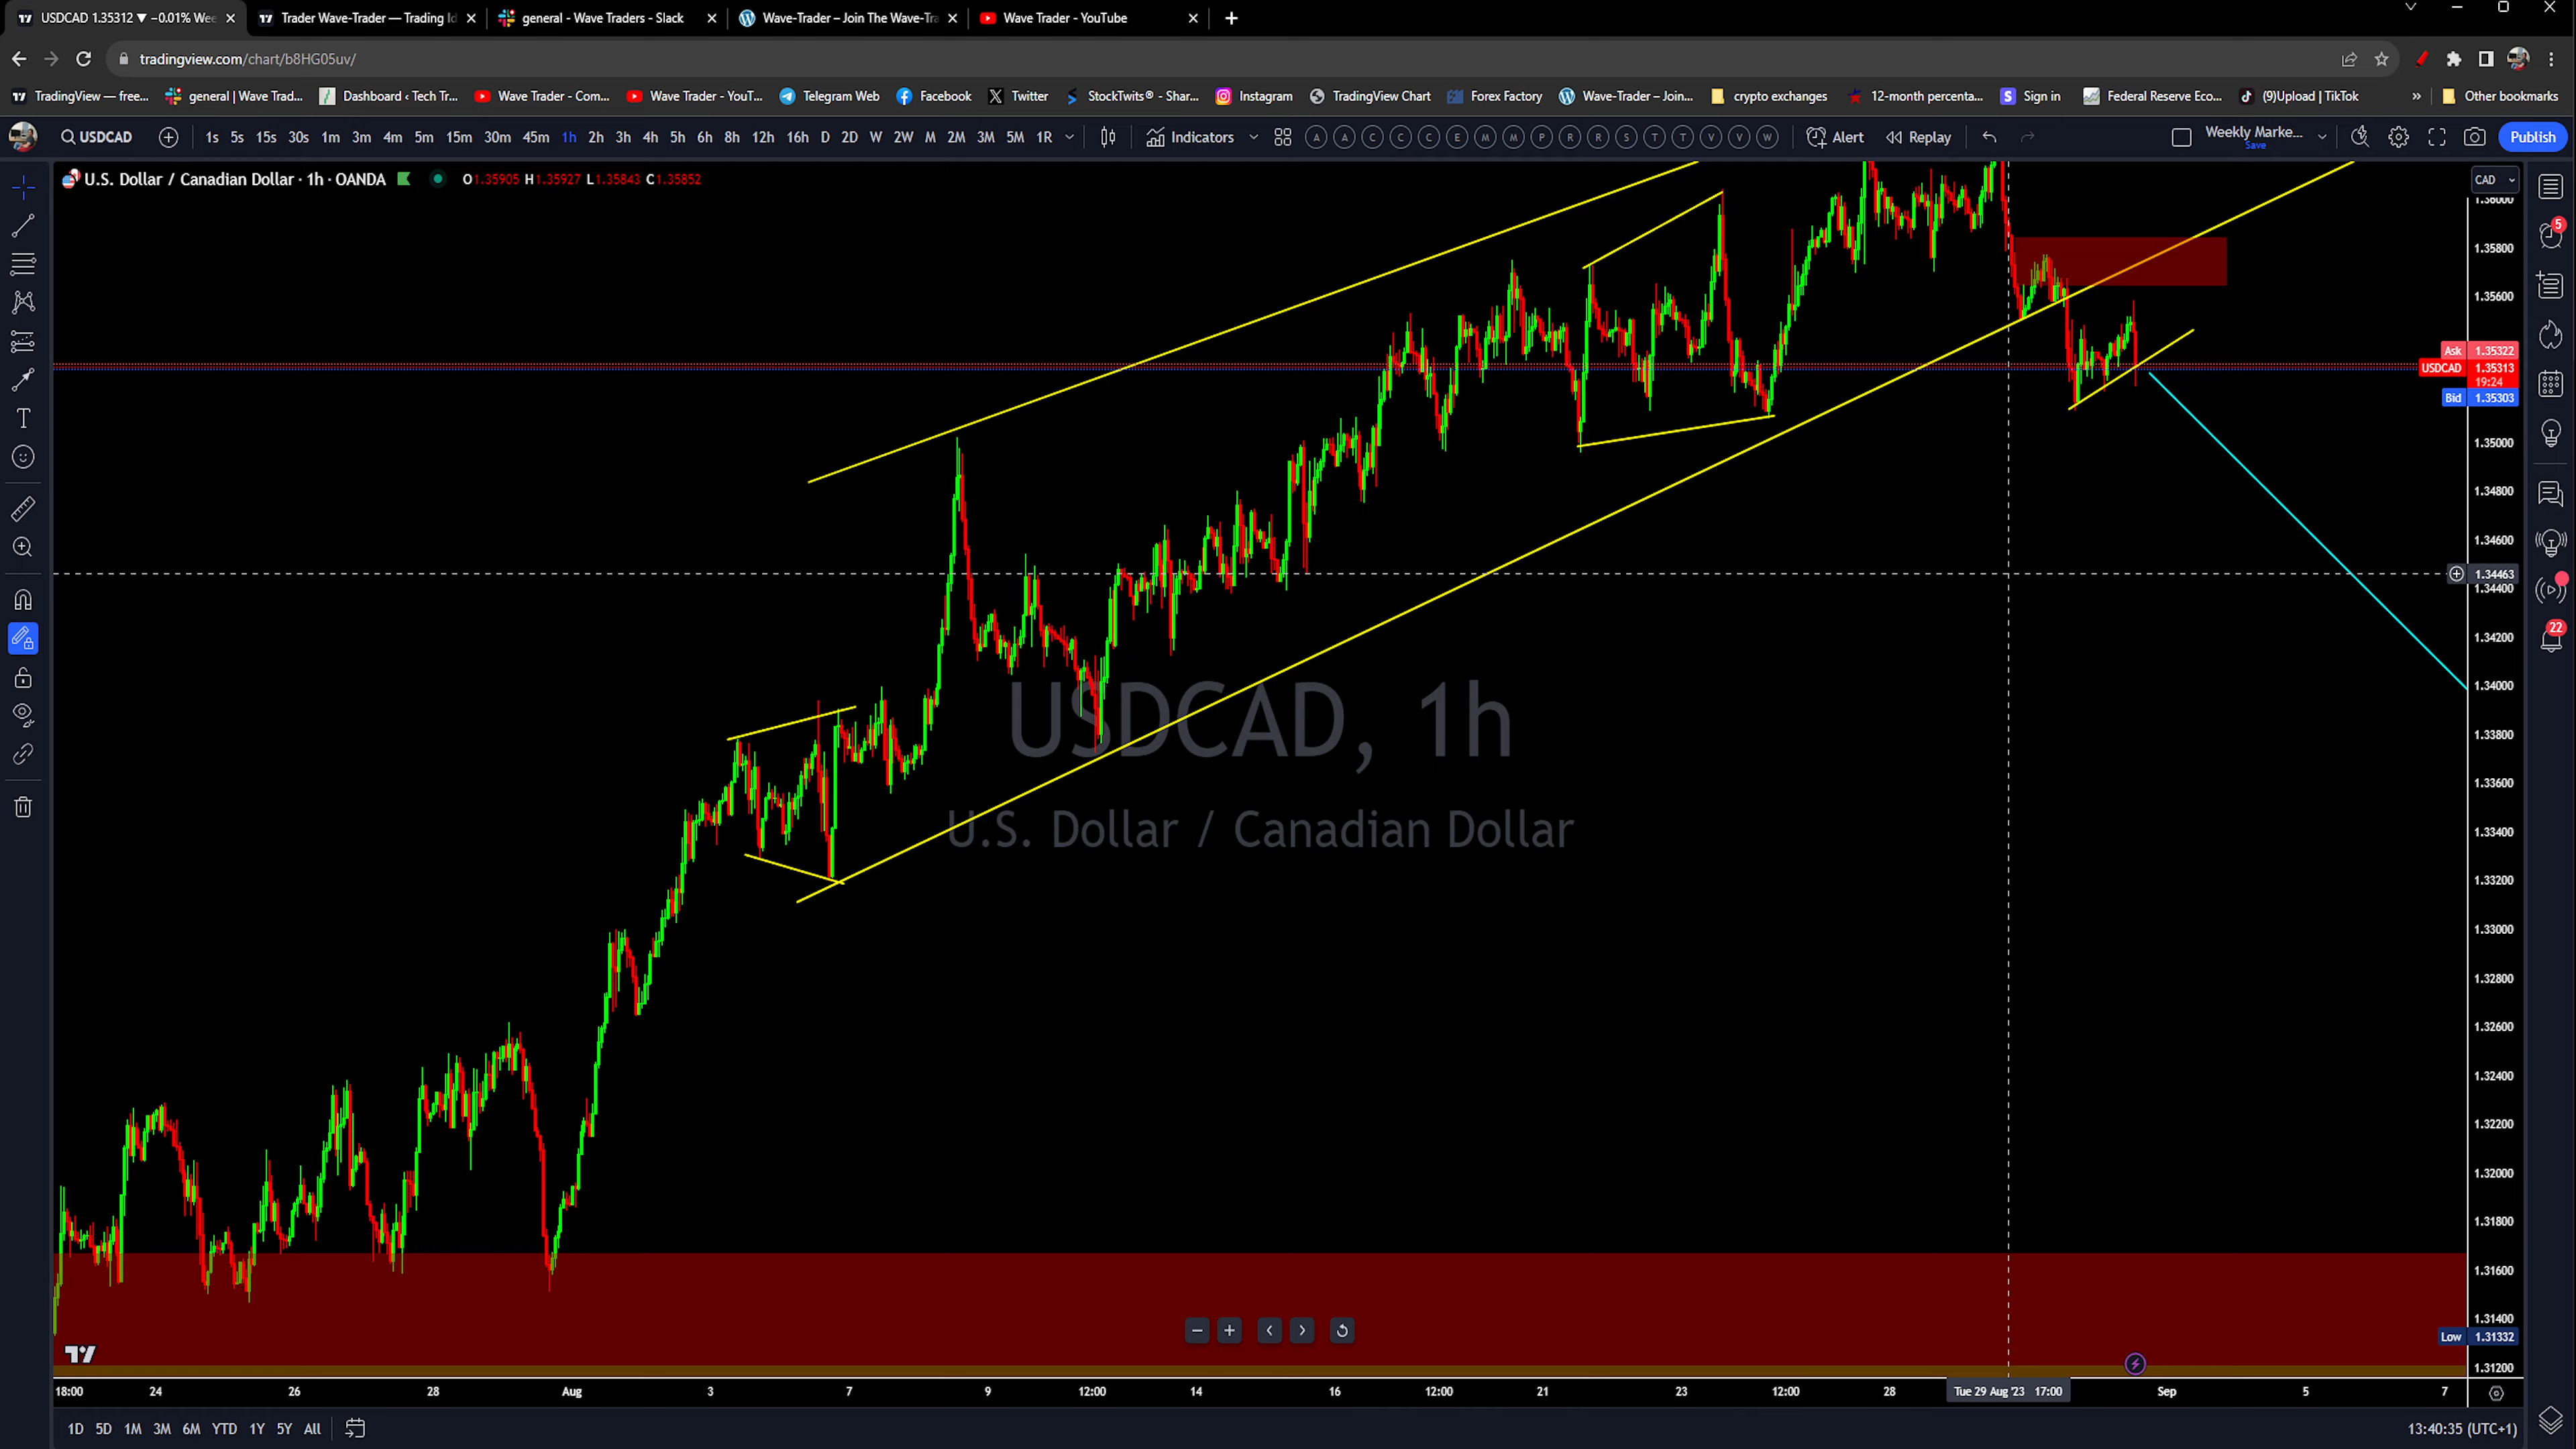 USDCAD 1.35312 ▼ −0.01% Wee
Trader Wave-Trader — Trading Id
general - Wave Traders - Slack
Wave-Trader – Join The Wave-Tra
Wave Trader - YouTube
tradingview.com/chart/b8HG05uv/
TradingView — free...
general | Wave Trad...
Dashboard ‹ Tech Tr...
Wave Trader - Com...
Wave Trader - YouT...
Telegram Web
Facebook
Twitter
StockTwits® - Shar...
Instagram
TradingView Chart
Forex Factory
Wave-Trader – Join...
crypto exchanges
12-month percenta...
Sign in
Federal Reserve Eco...
(9)Upload | TikTok
»
Other bookmarks
USDCAD
1s 5s 15s 30s 1m 3m 4m 5m 15m 30m 45m 1h 2h 3h 4h 5h 6h 8h 12h 16h D 2D W 2W M 2M 3M 5M 1R
Indicators
A A C C C E M M P R R S T T V V W
Alert
Replay
Weekly Marke...
Save
Publish
U.S. Dollar / Canadian Dollar · 1h · OANDA
O1.35905 H1.35927 L1.35843 C1.35852
CAD
1.36000
1.35800
1.35600
Ask 1.35322
USDCAD 1.35313
19:24
Bid 1.35303
1.35000
1.34800
1.34600
1.34463
1.34400
1.34200
1.34000
1.33800
1.33600
1.33400
1.33200
1.33000
1.32800
1.32600
1.32400
1.32200
1.32000
1.31800
1.31600
1.31400
Low 1.31332
1.31200
5
22
USDCAD, 1h
U.S. Dollar / Canadian Dollar
18:00 24 26 28 Aug 3 7 9 12:00 14 16 12:00 21 23 12:00 28 Tue 29 Aug '23 17:00 Sep 5 7
1D 5D 1M 3M 6M YTD 1Y 5Y All
13:40:35 (UTC+1)